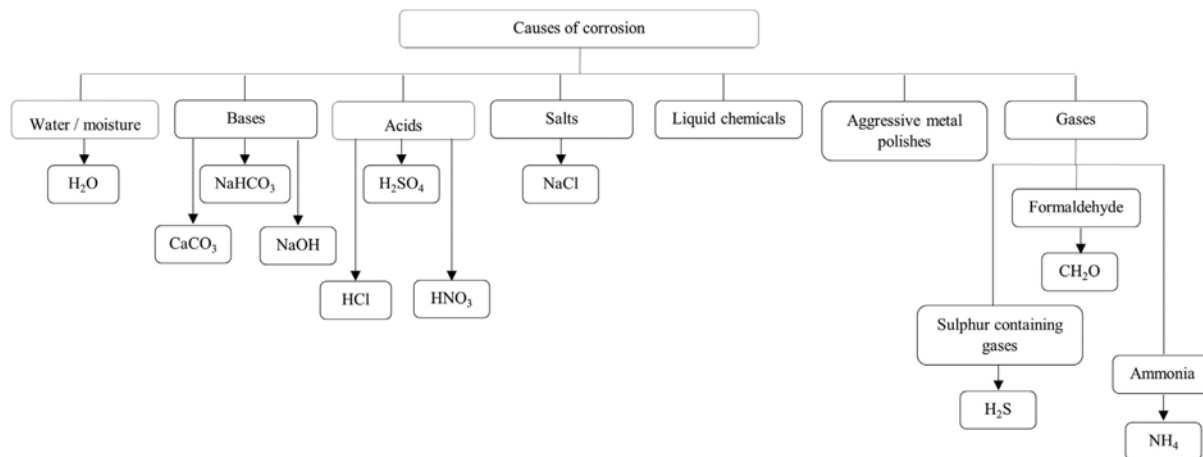 Causes of corrosion
Water / moisture
Bases
Acids
Salts
Liquid chemicals
Aggressive metal
polishes
Gases
H₂O
NaHCO₃
H₂SO₄
NaCl
Formaldehyde
CaCO₃
NaOH
CH₂O
HCl
HNO₃
Sulphur containing
gases
Ammonia
H₂S
NH₄